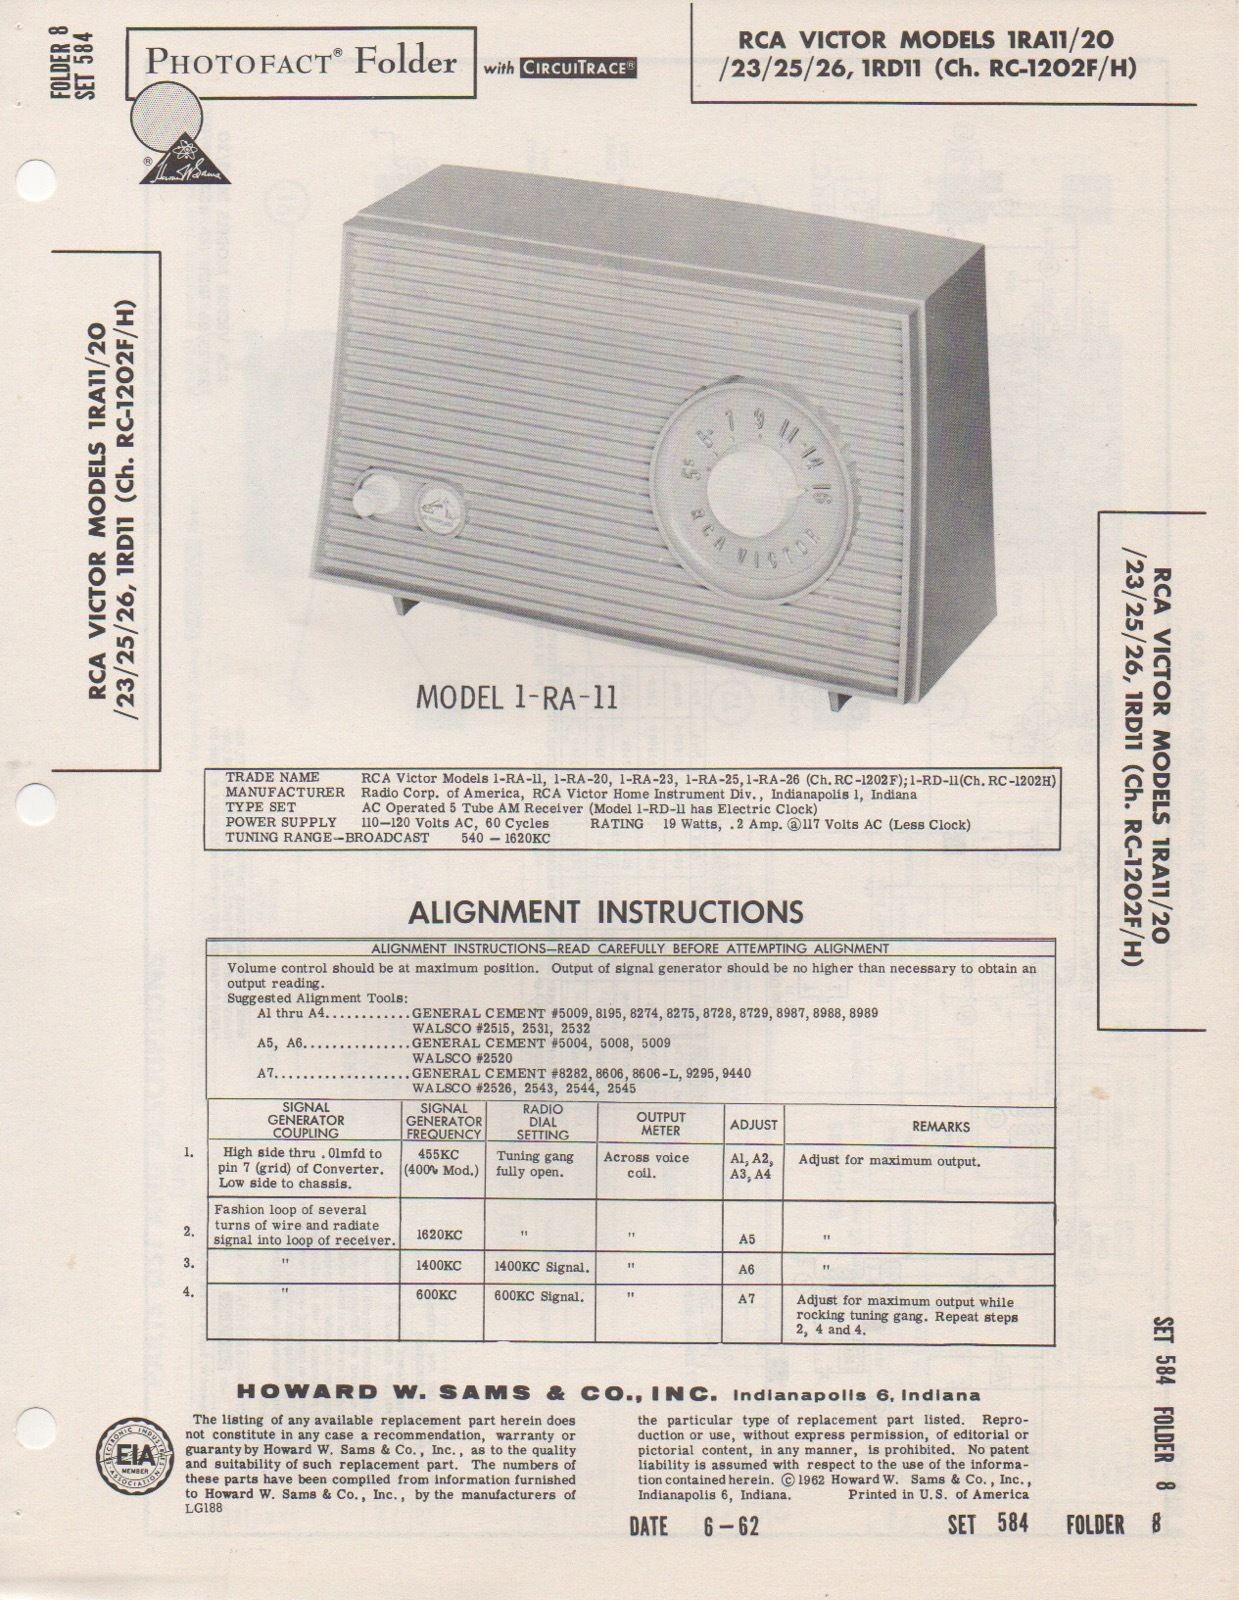 FOLDER 8
SET 584
PHOTOFACT® Folder
with CIRCUITRACE®
RCA VICTOR MODELS 1RA11/20
/23/25/26, 1RD11 (Ch. RC-1202F/H)
®
Howard W. Sams
RCA VICTOR MODELS 1RA11/20
/23/25/26, 1RD11 (Ch. RC-1202F/H)
55 7 9 11 14 16
RCA VICTOR
RCA VICTOR MODELS 1RA11/20
/23/25/26, 1RD11 (Ch. RC-1202F/H)
MODEL 1-RA-11
TRADE NAME RCA Victor Models 1-RA-11, 1-RA-20, 1-RA-23, 1-RA-25, 1-RA-26 (Ch. RC-1202F); 1-RD-11(Ch. RC-1202H)
MANUFACTURER Radio Corp. of America, RCA Victor Home Instrument Div., Indianapolis 1, Indiana
TYPE SET AC Operated 5 Tube AM Receiver (Model 1-RD-11 has Electric Clock)
POWER SUPPLY 110—120 Volts AC, 60 Cycles RATING 19 Watts, .2 Amp. @117 Volts AC (Less Clock)
TUNING RANGE—BROADCAST 540 — 1620KC
ALIGNMENT INSTRUCTIONS
ALIGNMENT INSTRUCTIONS—READ CAREFULLY BEFORE ATTEMPTING ALIGNMENT
Volume control should be at maximum position. Output of signal generator should be no higher than necessary to obtain an
output reading.
Suggested Alignment Tools:
A1 thru A4............GENERAL CEMENT #5009, 8195, 8274, 8275, 8728, 8729, 8987, 8988, 8989
WALSCO #2515, 2531, 2532
A5, A6...............GENERAL CEMENT #5004, 5008, 5009
WALSCO #2520
A7...................GENERAL CEMENT #8282, 8606, 8606-L, 9295, 9440
WALSCO #2526, 2543, 2544, 2545
SIGNAL GENERATOR COUPLING SIGNAL GENERATOR FREQUENCY RADIO DIAL SETTING OUTPUT METER ADJUST REMARKS
1. High side thru .01mfd to 455KC Tuning gang Across voice A1, A2, Adjust for maximum output.
pin 7 (grid) of Converter. (400~ Mod.) fully open. coil. A3, A4
Low side to chassis.
Fashion loop of several
2. turns of wire and radiate
signal into loop of receiver. 1620KC " " A5 "
3. " 1400KC 1400KC Signal. " A6 "
4. " 600KC 600KC Signal. " A7 Adjust for maximum output while
rocking tuning gang. Repeat steps
2, 4 and 4.
HOWARD W. SAMS & CO., INC. Indianapolis 6, Indiana
ELECTRONIC INDUSTRIES ASSOCIATION
EIA
MEMBER
The listing of any available replacement part herein does
not constitute in any case a recommendation, warranty or
guaranty by Howard W. Sams & Co., Inc., as to the quality
and suitability of such replacement part. The numbers of
these parts have been compiled from information furnished
to Howard W. Sams & Co., Inc., by the manufacturers of
LG188
the particular type of replacement part listed. Repro-
duction or use, without express permission, of editorial or
pictorial content, in any manner, is prohibited. No patent
liability is assumed with respect to the use of the informa-
tion contained herein. © 1962 Howard W. Sams & Co., Inc.,
Indianapolis 6, Indiana. Printed in U.S. of America
SET 584 FOLDER 8
DATE 6-62 SET 584 FOLDER 8